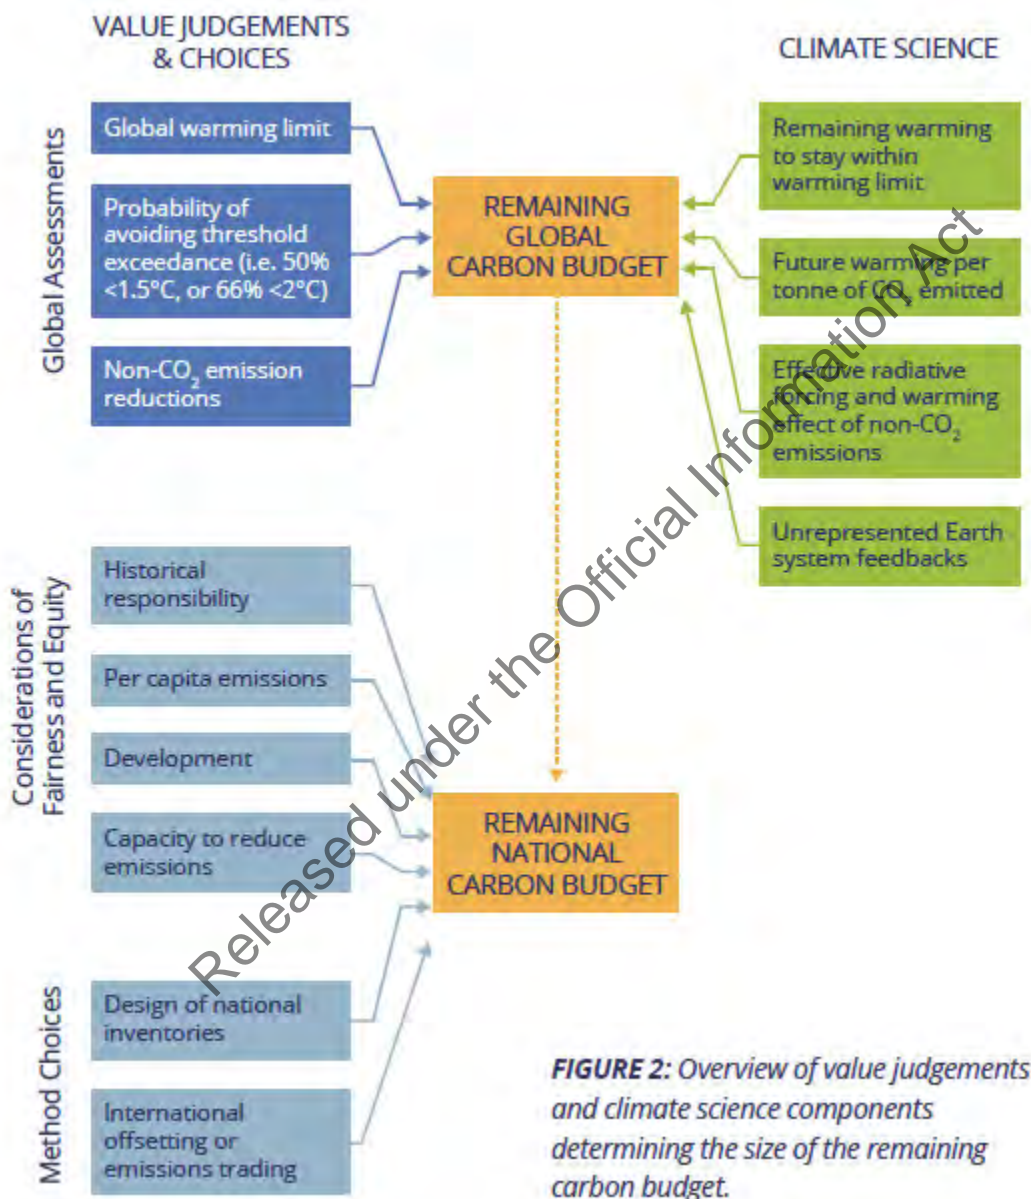 VALUE JUDGEMENTS
& CHOICES
CLIMATE SCIENCE
Global Assessments
Global warming limit
Probability of
avoiding threshold
exceedance (i.e. 50%
<1.5°C, or 66% <2°C)
Non-CO₂ emission
reductions
REMAINING
GLOBAL
CARBON BUDGET
Remaining warming
to stay within
warming limit
Future warming per
tonne of CO₂ emitted
Effective radiative
forcing and warming
effect of non-CO₂
emissions
Unrepresented Earth
system feedbacks
Considerations of
Fairness and Equity
Historical
responsibility
Per capita emissions
Development
Capacity to reduce
emissions
REMAINING
NATIONAL
CARBON BUDGET
Method Choices
Design of national
inventories
International
offsetting or
emissions trading
FIGURE 2: Overview of value judgements
and climate science components
determining the size of the remaining
carbon budget.
Released under the Official Information Act